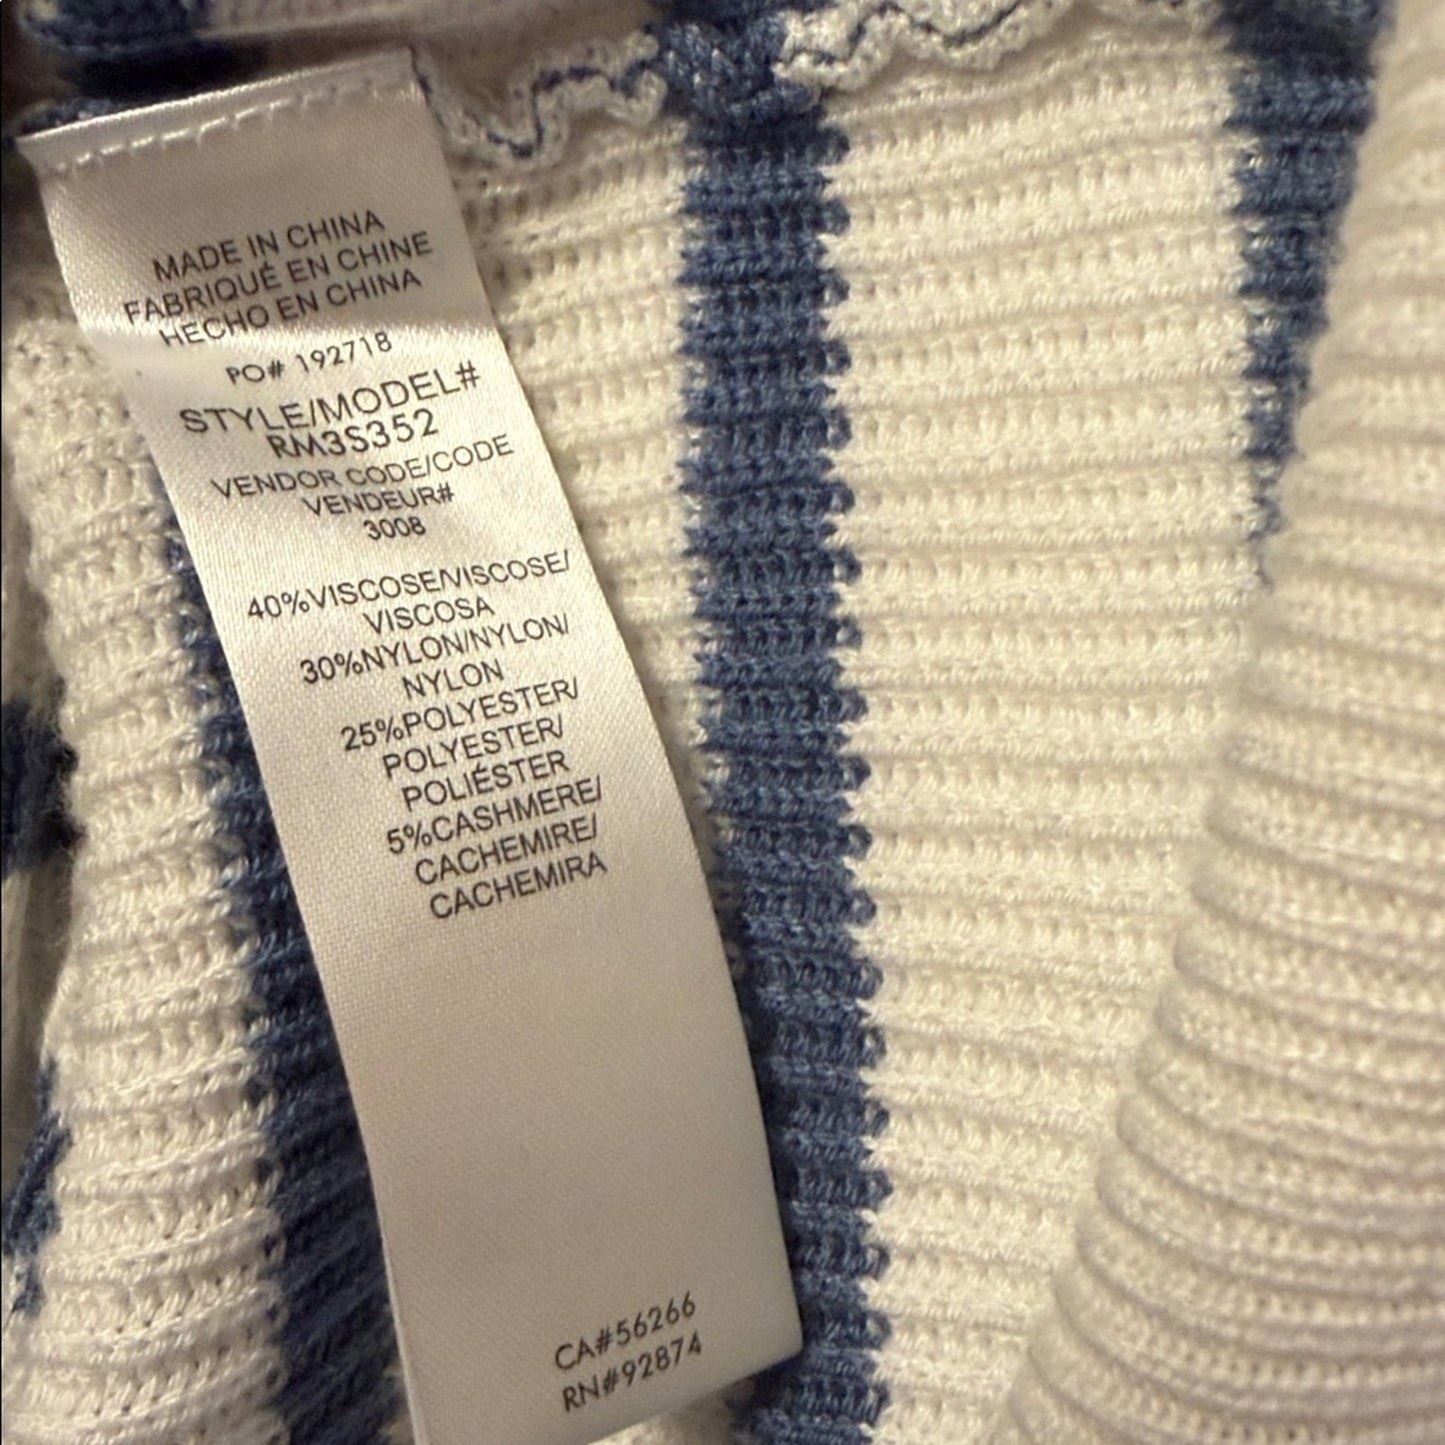 MADE IN CHINA
FABRIQUÉ EN CHINE
HECHO EN CHINA
PO# 192718
STYLE/MODEL#
RM3S352
VENDOR CODE/CODE
VENDEUR#
3008
40%VISCOSE/VISCOSE/
VISCOSA
30%NYLON/NYLON/
NYLON
25%POLYESTER/
POLYESTER/
POLIÉSTER
5%CASHMERE/
CACHEMIRE/
CACHEMIRA
CA#56266
RN#92874